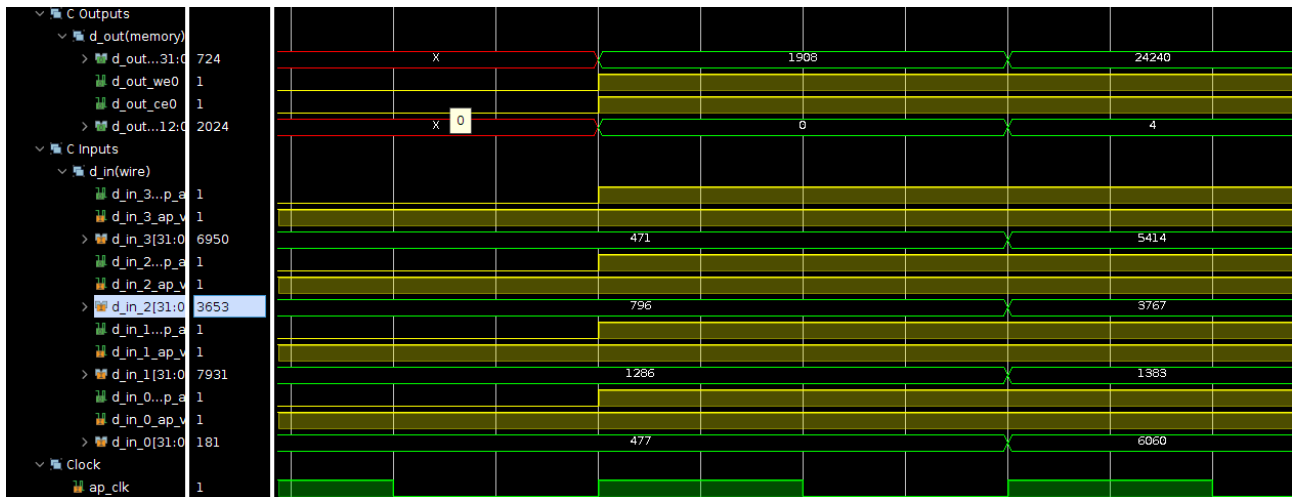 C Outputs
d_out(memory)
d_out...31:0 724 X 1908 24240
d_out_we0 1
d_out_ce0 1
d_out...12:0 2024 X 0 0 4
C Inputs
d_in(wire)
d_in_3...p_a 1
d_in_3_ap_v 1
d_in_3[31:0 6950 471 5414
d_in_2...p_a 1
d_in_2_ap_v 1
d_in_2[31:0 3653 796 3767
d_in_1...p_a 1
d_in_1_ap_v 1
d_in_1[31:0 7931 1286 1383
d_in_0...p_a 1
d_in_0_ap_v 1
d_in_0[31:0 181 477 6060
Clock
ap_clk 1